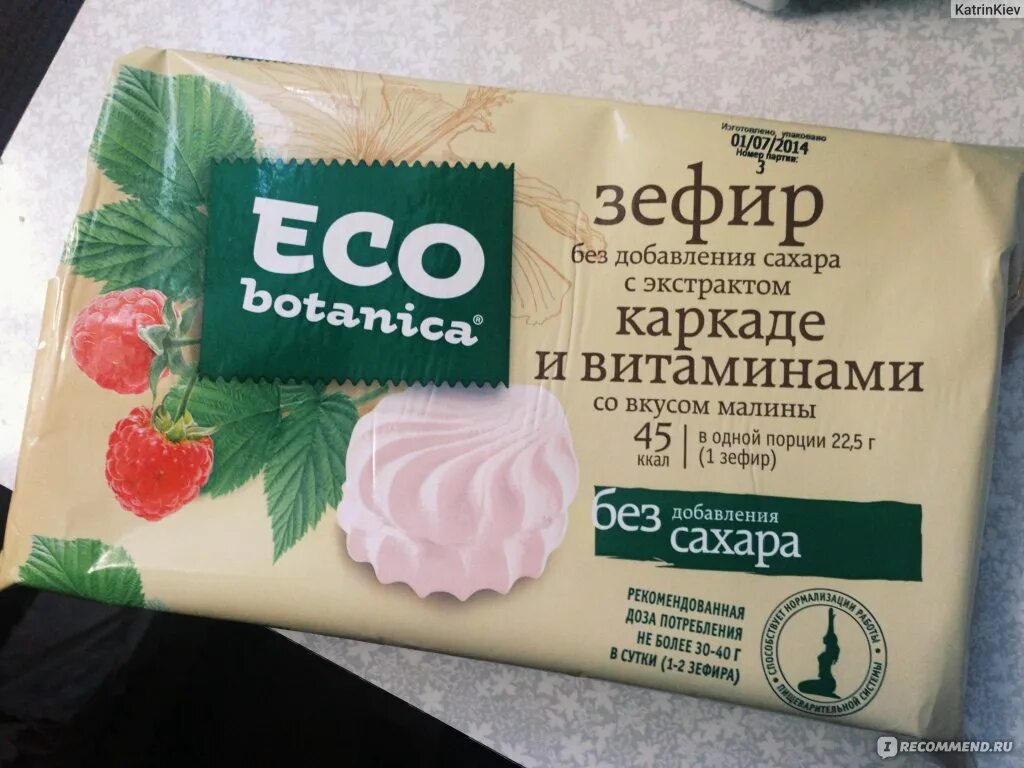 KatrinKiev
Изготовлено, упаковано
01/07/2014
Номер партии:
3
ECO
botanica®
зефир
без добавления сахара
с экстрактом
каркаде
и витаминами
со вкусом малины
45
ккал
в одной порции 22,5 г
(1 зефир)
без добавления
сахара
РЕКОМЕНДОВАННАЯ
ДОЗА ПОТРЕБЛЕНИЯ
НЕ БОЛЕЕ 30-40 Г
В СУТКИ (1-2 ЗЕФИРА)
СПОСОБСТВУЕТ НОРМАЛИЗАЦИИ РАБОТЫ
ПИЩЕВАРИТЕЛЬНОЙ СИСТЕМЫ
IRECOMMEND.RU